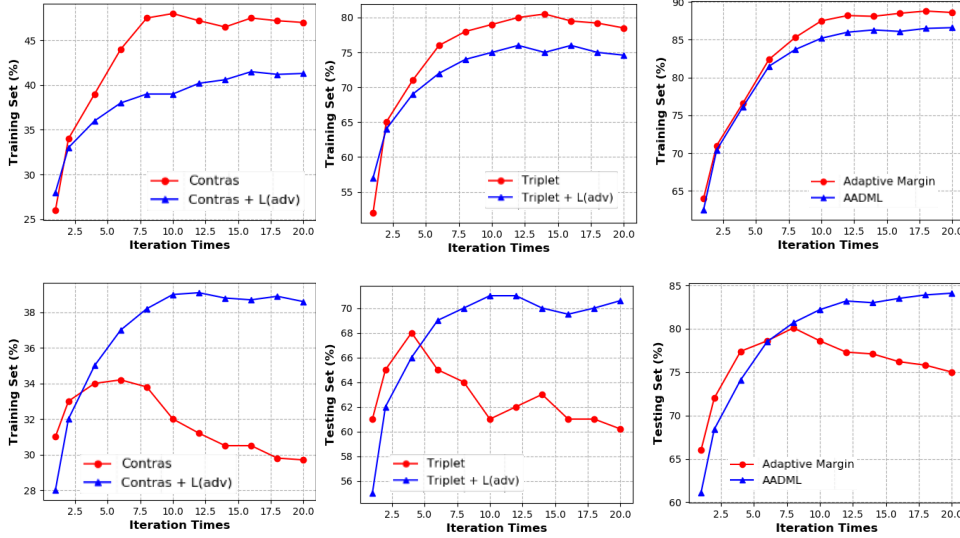 Training Set (%)
45
40
35
30
25
Contras
Contras + L(adv)
2.5 5.0 7.5 10.0 12.5 15.0 17.5 20.0
Iteration Times
Training Set (%)
80
75
70
65
60
55
Triplet
Triplet + L(adv)
2.5 5.0 7.5 10.0 12.5 15.0 17.5 20.0
Iteration Times
Training Set (%)
90
85
80
75
70
65
Adaptive Margin
AADML
2.5 5.0 7.5 10.0 12.5 15.0 17.5 20.0
Iteration Times
Training Set (%)
38
36
34
32
30
28
Contras
Contras + L(adv)
2.5 5.0 7.5 10.0 12.5 15.0 17.5 20.0
Iteration Times
Testing Set (%)
70
68
66
64
62
60
58
56
Triplet
Triplet + L(adv)
2.5 5.0 7.5 10.0 12.5 15.0 17.5 20.0
Iteration Times
Testing Set (%)
85
80
75
70
65
60
Adaptive Margin
AADML
2.5 5.0 7.5 10.0 12.5 15.0 17.5 20.0
Iteration Times